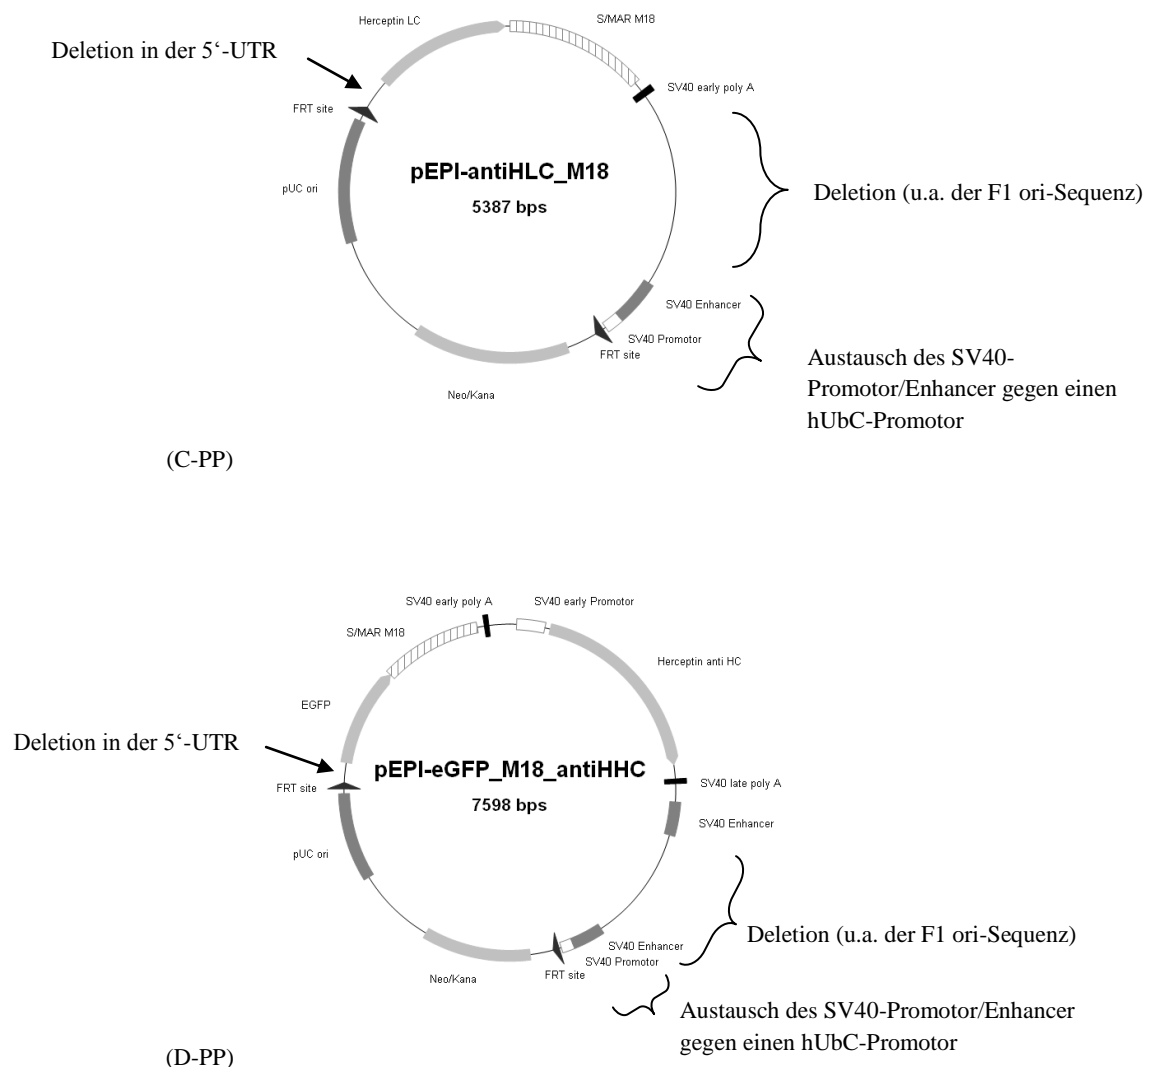 Herceptin LC
S/MAR M18
Deletion in der 5‘-UTR
SV40 early poly A
FRT site
pEPI-antiHLC_M18
5387 bps
pUC ori
Deletion (u.a. der F1 ori-Sequenz)
SV40 Enhancer
SV40 Promotor
FRT site
Neo/Kana
Austausch des SV40-
Promotor/Enhancer gegen einen
hUbC-Promotor
(C-PP)
SV40 early poly A
SV40 early Promotor
S/MAR M18
Herceptin anti HC
EGFP
Deletion in der 5‘-UTR
pEPI-eGFP_M18_antiHHC
7598 bps
FRT site
SV40 late poly A
SV40 Enhancer
pUC ori
Deletion (u.a. der F1 ori-Sequenz)
SV40 Enhancer
SV40 Promotor
FRT site
Neo/Kana
Austausch des SV40-Promotor/Enhancer
gegen einen hUbC-Promotor
(D-PP)